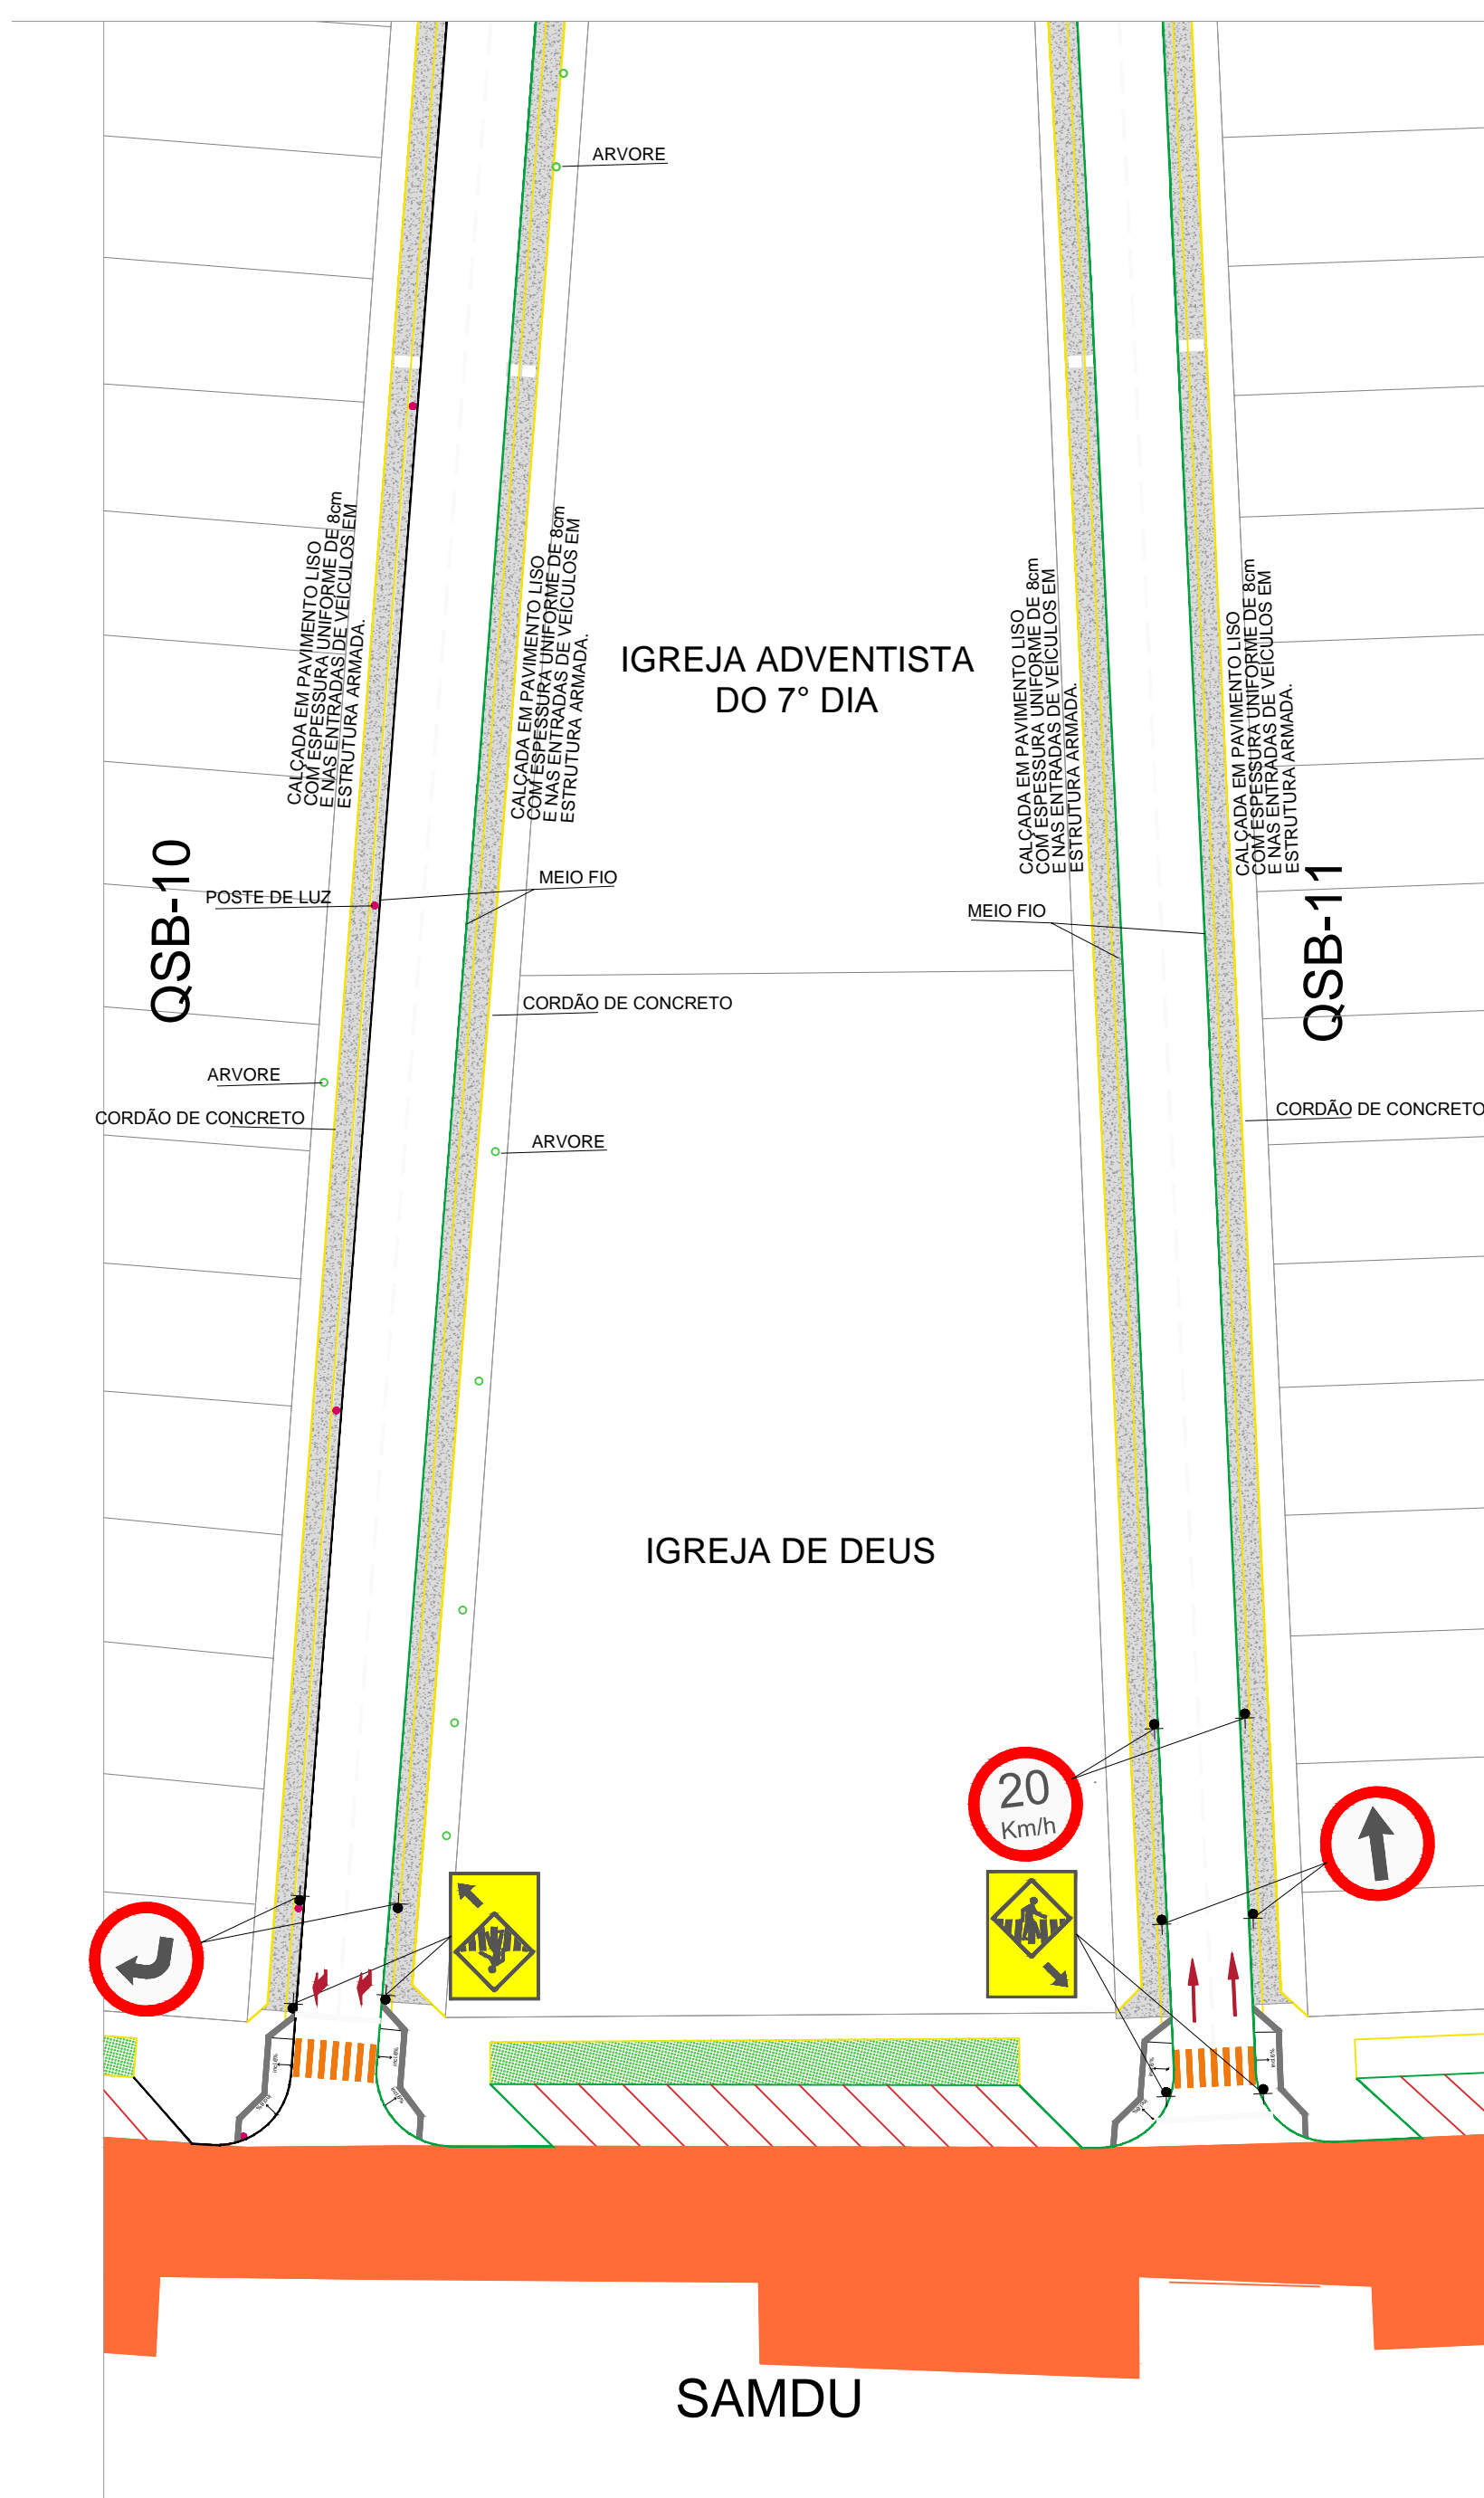 ARVORE
CALÇADA EM PAVIMENTO LISO
COM ESPESSURA UNIFORME DE 8cm
E NAS ENTRADAS DE VEÍCULOS EM
ESTRUTURA ARMADA.
CALÇADA EM PAVIMENTO LISO
COM ESPESSURA UNIFORME DE 8cm
E NAS ENTRADAS DE VEÍCULOS EM
ESTRUTURA ARMADA.
IGREJA ADVENTISTA
DO 7° DIA
CALÇADA EM PAVIMENTO LISO
COM ESPESSURA UNIFORME DE 8cm
E NAS ENTRADAS DE VEÍCULOS EM
ESTRUTURA ARMADA.
CALÇADA EM PAVIMENTO LISO
COM ESPESSURA UNIFORME DE 8cm
E NAS ENTRADAS DE VEÍCULOS EM
ESTRUTURA ARMADA.
QSB-10
POSTE DE LUZ
MEIO FIO
MEIO FIO
QSB-11
CORDÃO DE CONCRETO
ARVORE
CORDÃO DE CONCRETO
CORDÃO DE CONCRETO
ARVORE
IGREJA DE DEUS
20
Km/h
SAMDU